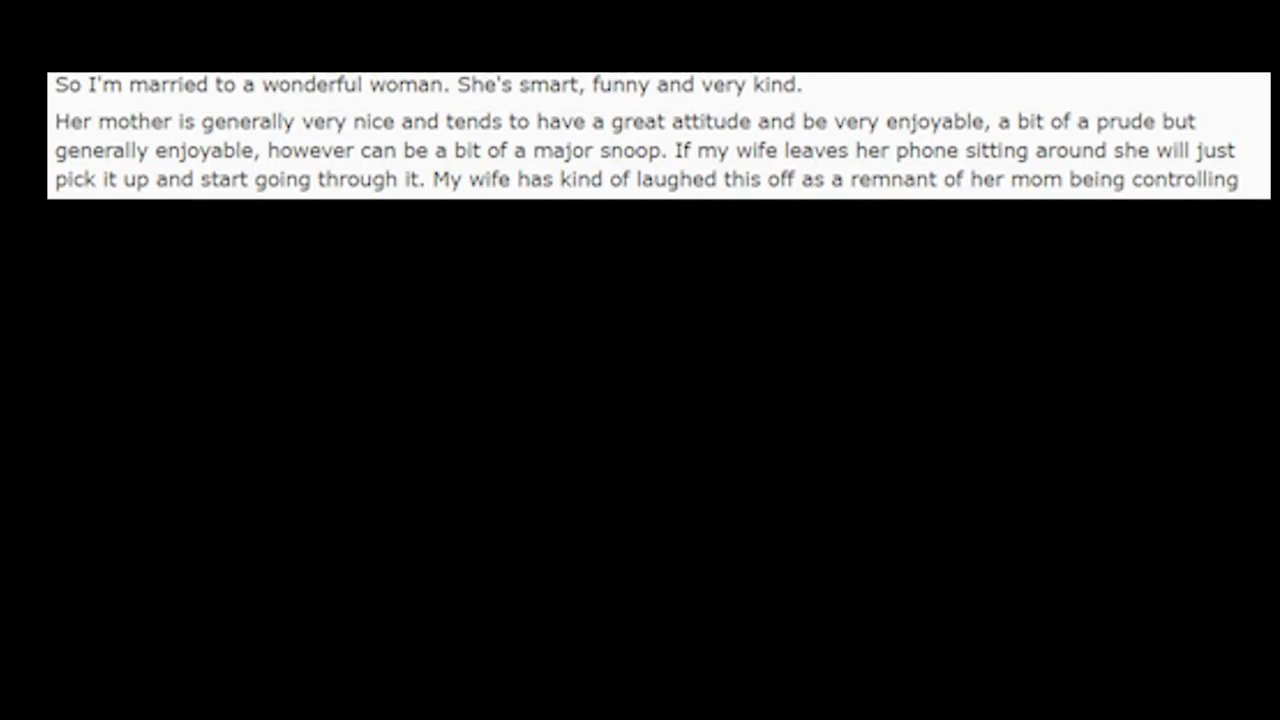 So I'm married to a wonderful woman. She's smart, funny and very kind.
Her mother is generally very nice and tends to have a great attitude and be very enjoyable, a bit of a prude but
generally enjoyable, however can be a bit of a major snoop. If my wife leaves her phone sitting around she will just
pick it up and start going through it. My wife has kind of laughed this off as a remnant of her mom being controlling